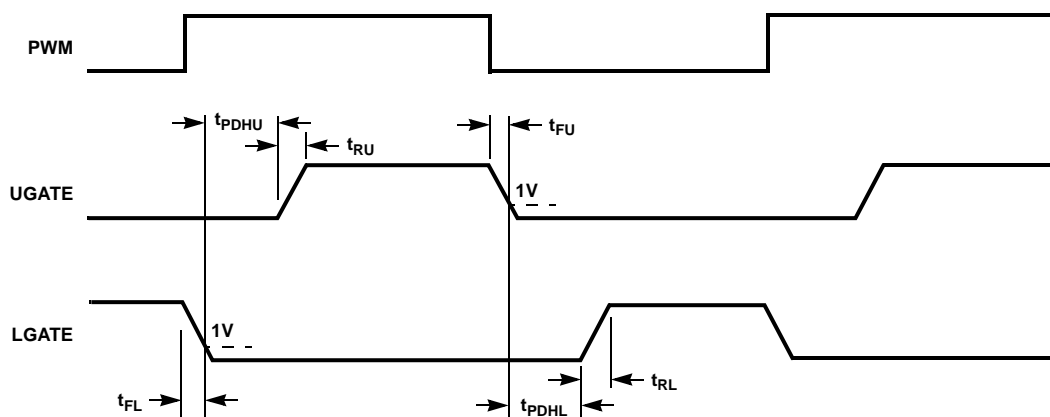 PWM
tPDHU
tRU
tFU
UGATE
1V
LGATE
1V
tFL
tPDHL
tRL